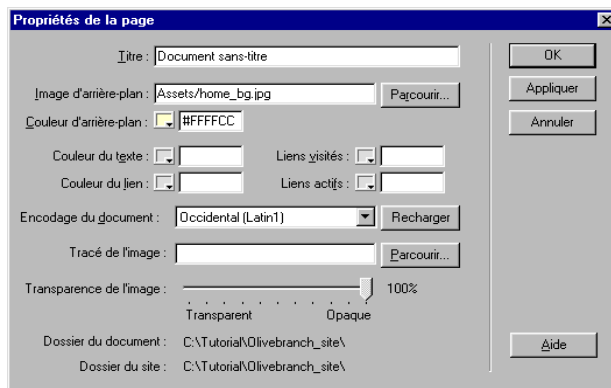 Propriétés de la page
Titre : Document sans-titre
OK
Image d'arrière-plan : Assets/home_bg.jpg Parcourir...
Appliquer
Couleur d'arrière-plan : #FFFFCC
Annuler
Couleur du texte : Liens visités :
Couleur du lien : Liens actifs :
Encodage du document : Occidental (Latin1) Recharger
Tracé de l'image : Parcourir...
Transparence de l'image : 100%
Transparent Opaque
Dossier du document : C:\Tutorial\Olivebranch_site\
Aide
Dossier du site : C:\Tutorial\Olivebranch_site\